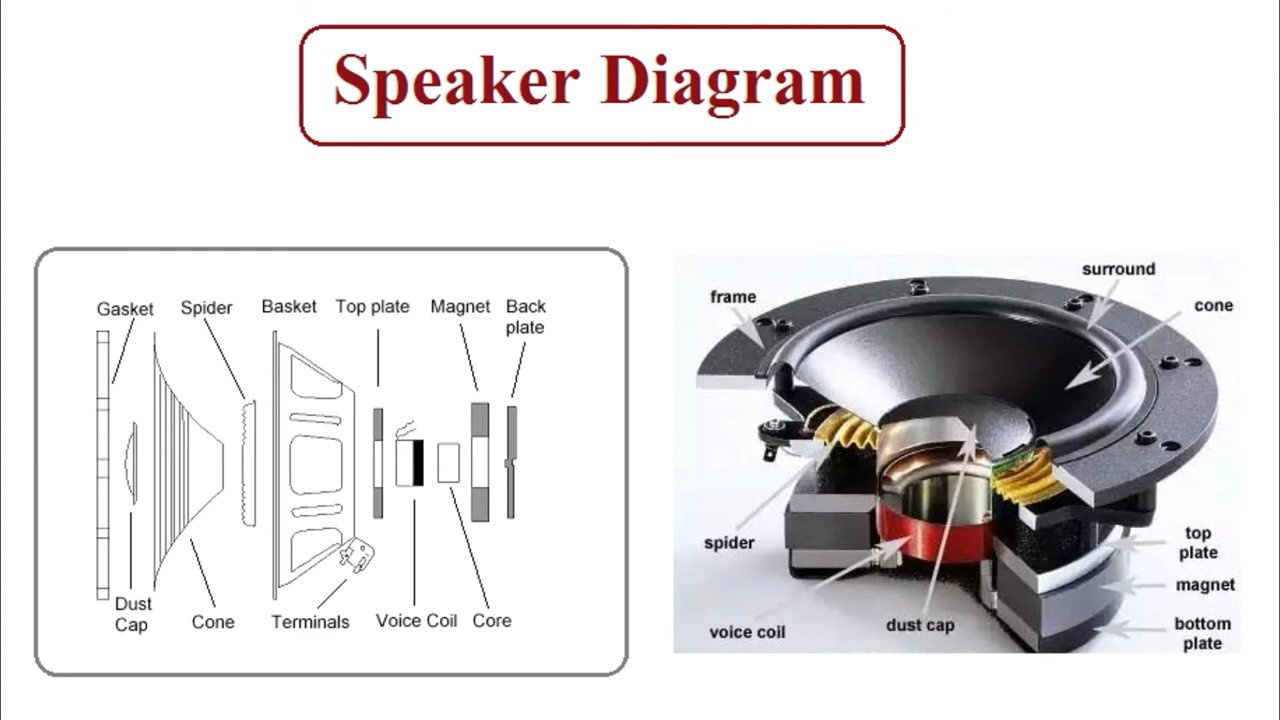 Speaker Diagram
Gasket
Spider
Basket
Top plate
Magnet
Back
plate
Dust
Cap
Cone
Terminals
Voice Coil
Core
surround
frame
cone
spider
top
plate
magnet
voice coil
dust cap
bottom
plate